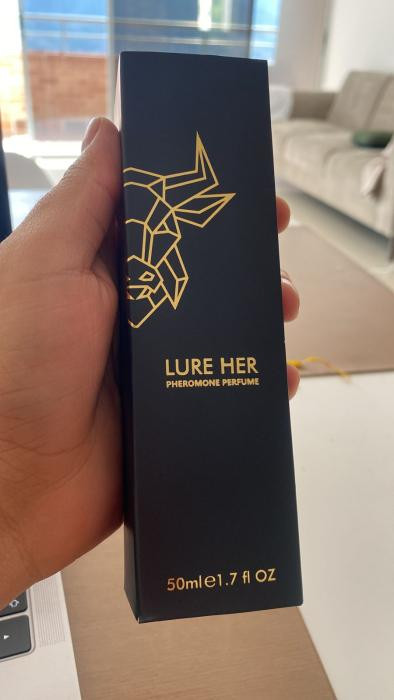 LURE HER
PHEROMONE PERFUME
50ml℮1.7 fl OZ